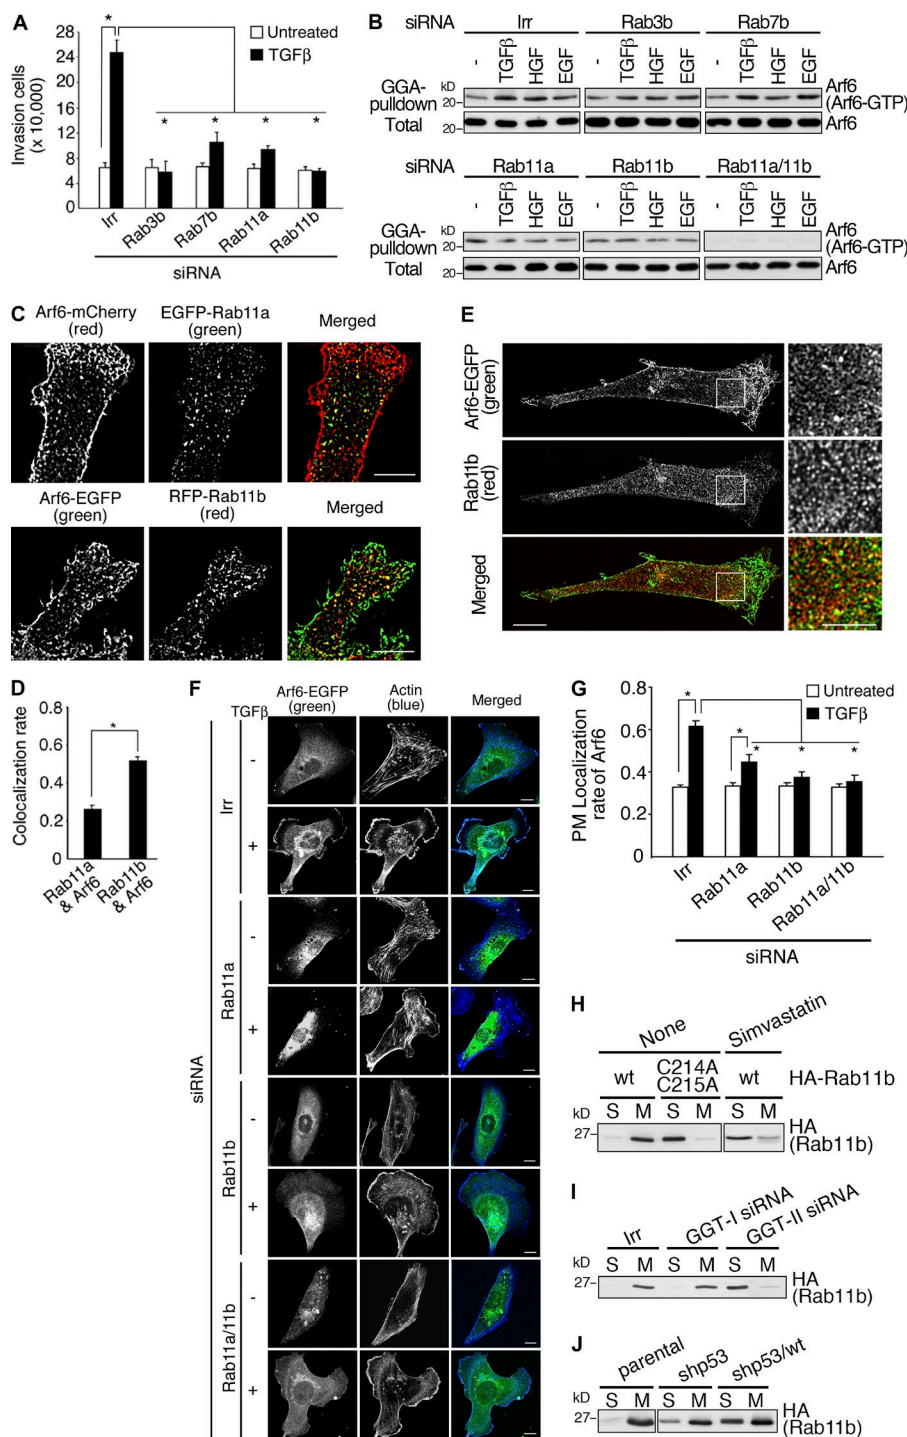 A
Untreated
TGFβ
Invasion cells
(x 10,000)
28
24
20
16
12
8
4
0
*
* * * *
Irr Rab3b Rab7b Rab11a Rab11b
siRNA
B
siRNA Irr Rab3b Rab7b
- TGFβ HGF EGF - TGFβ HGF EGF - TGFβ HGF EGF
GGA-
pulldown
kD
20
Arf6
(Arf6-GTP)
Total
20
Arf6
siRNA Rab11a Rab11b Rab11a/11b
- TGFβ HGF EGF - TGFβ HGF EGF - TGFβ HGF EGF
GGA-
pulldown
kD
20
Arf6
(Arf6-GTP)
Total
20
Arf6
C
Arf6-mCherry
(red)
EGFP-Rab11a
(green)
Merged
Arf6-EGFP
(green)
RFP-Rab11b
(red)
Merged
E
Arf6-EGFP
(green)
Rab11b
(red)
Merged
D
Colocalization rate
0.8
0.6
0.4
0.2
0
*
Rab11a
& Arf6
Rab11b
& Arf6
F
TGFβ
Arf6-EGFP
(green)
Actin
(blue)
Merged
siRNA
Irr
-
+
Rab11a
-
+
Rab11b
-
+
Rab11a/11b
-
+
G
Untreated
TGFβ
PM Localization
rate of Arf6
0.8
0.6
0.4
0.2
0
* *
* * *
Irr Rab11a Rab11b Rab11a/11b
siRNA
H
None Simvastatin
wt C214A
C215A wt HA-Rab11b
kD S M S M S M
27
HA
(Rab11b)
I
Irr GGT-I siRNA GGT-II siRNA
kD S M S M S M
27
HA
(Rab11b)
J
parental shp53 shp53/wt
kD S M S M S M
27
HA
(Rab11b)